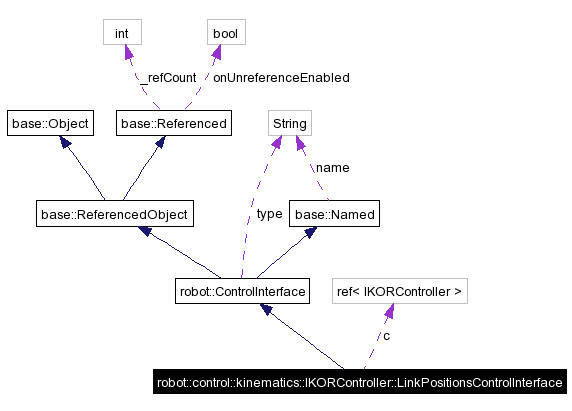 int
bool
_refCount
onUnreferenceEnabled
base::Object
base::Referenced
String
name
base::ReferencedObject
type
base::Named
robot::ControlInterface
ref< IKORController >
c
robot::control::kinematics::IKORController::LinkPositionsControlInterface